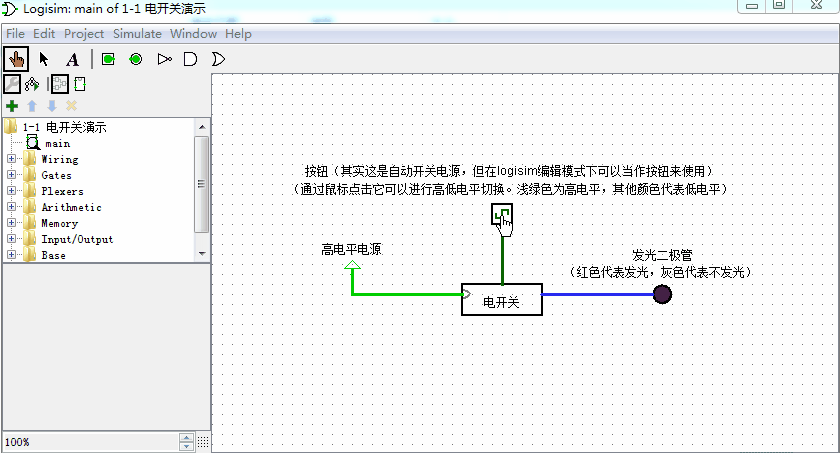 Logisim: main of 1-1 电开关演示
File Edit Project Simulate Window Help
A
1-1 电开关演示
main
Wiring
Gates
Plexers
Arithmetic
Memory
Input/Output
Base
按钮（其实这是自动开关电源，但在logisim编辑模式下可以当作按钮来使用）
（通过鼠标点击它可以进行高低电平切换。浅绿色为高电平，其他颜色代表低电平）
高电平电源
发光二极管
（红色代表发光，灰色代表不发光）
电开关
100%